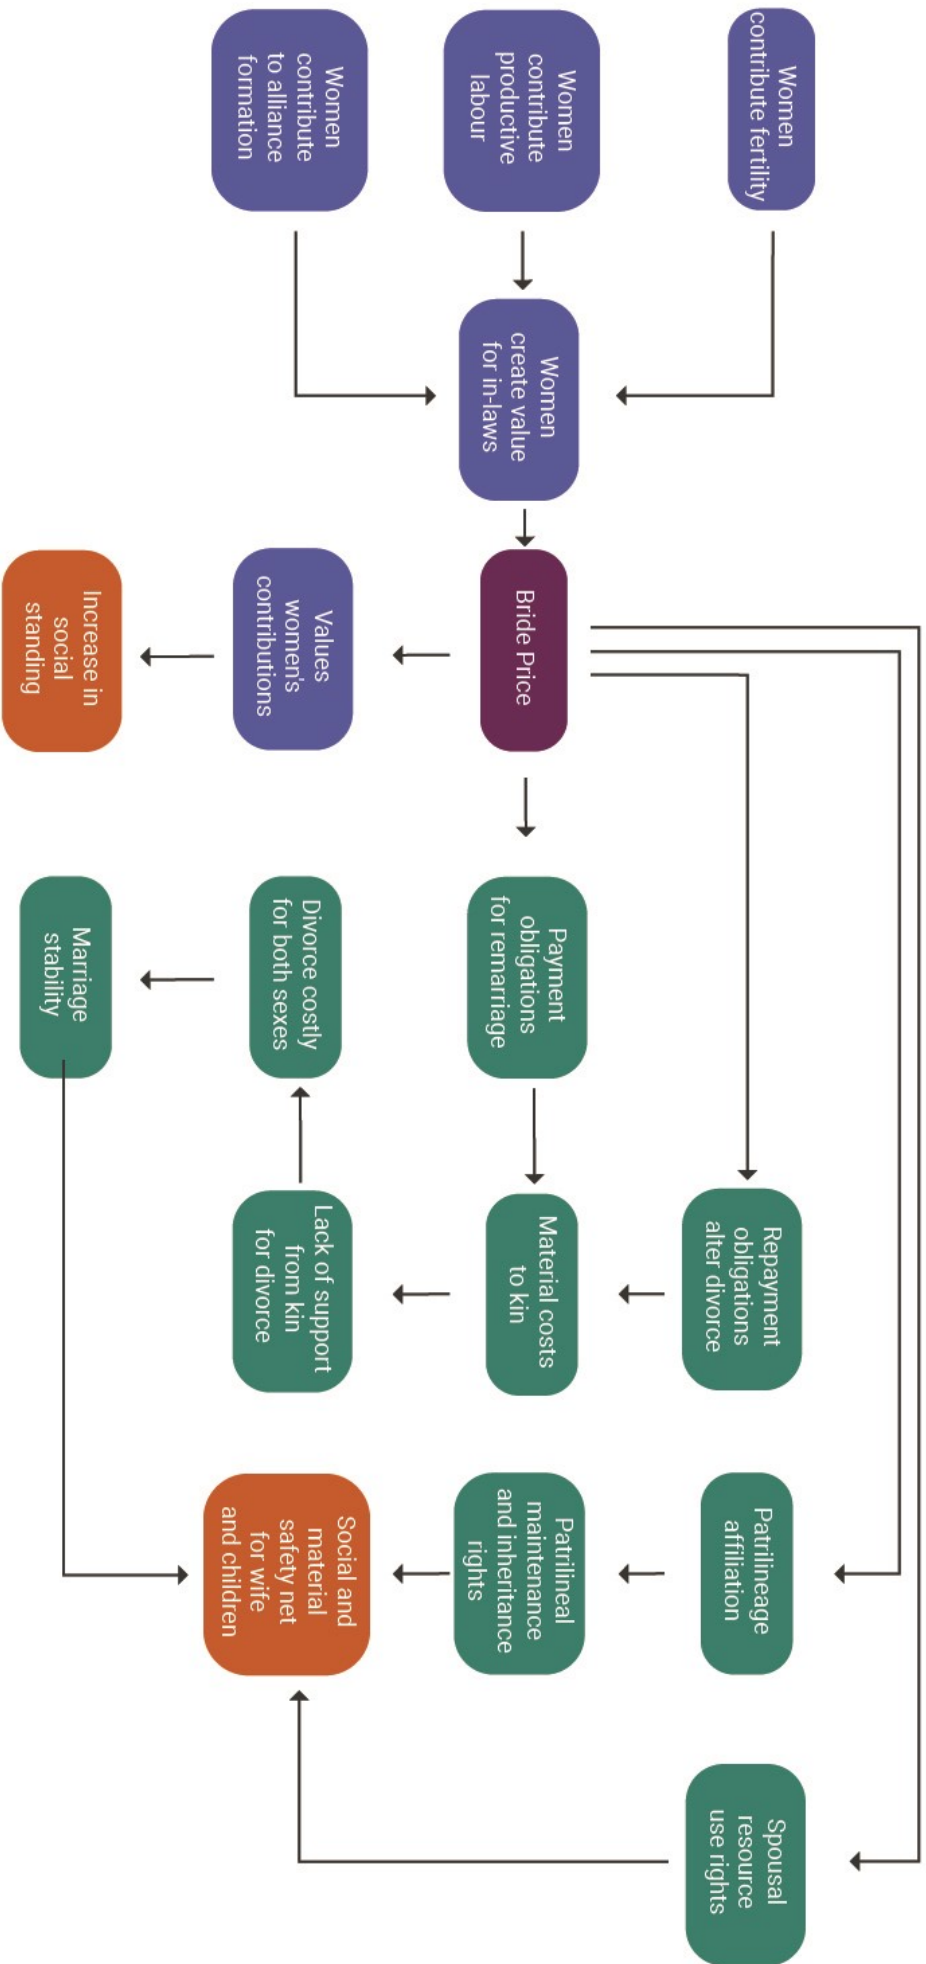 Women
contribute fertility
Women
contribute
productive
labour
Women
contribute
to alliance
formation
Women
create value
for in-laws
Bride Price
Values
women's
contributions
Increase in
social
standing
Payment
obligations
for remarriage
Divorce costly
for both sexes
Marriage
stability
Repayment
obligations
alter divorce
Material costs
to kin
Lack of support
from kin
for divorce
Patrilineage
affiliation
Patrilineal
maintenance
and inheritance
rights
Social and
material
safety net
for wife
and children
Spousal
resource
use rights